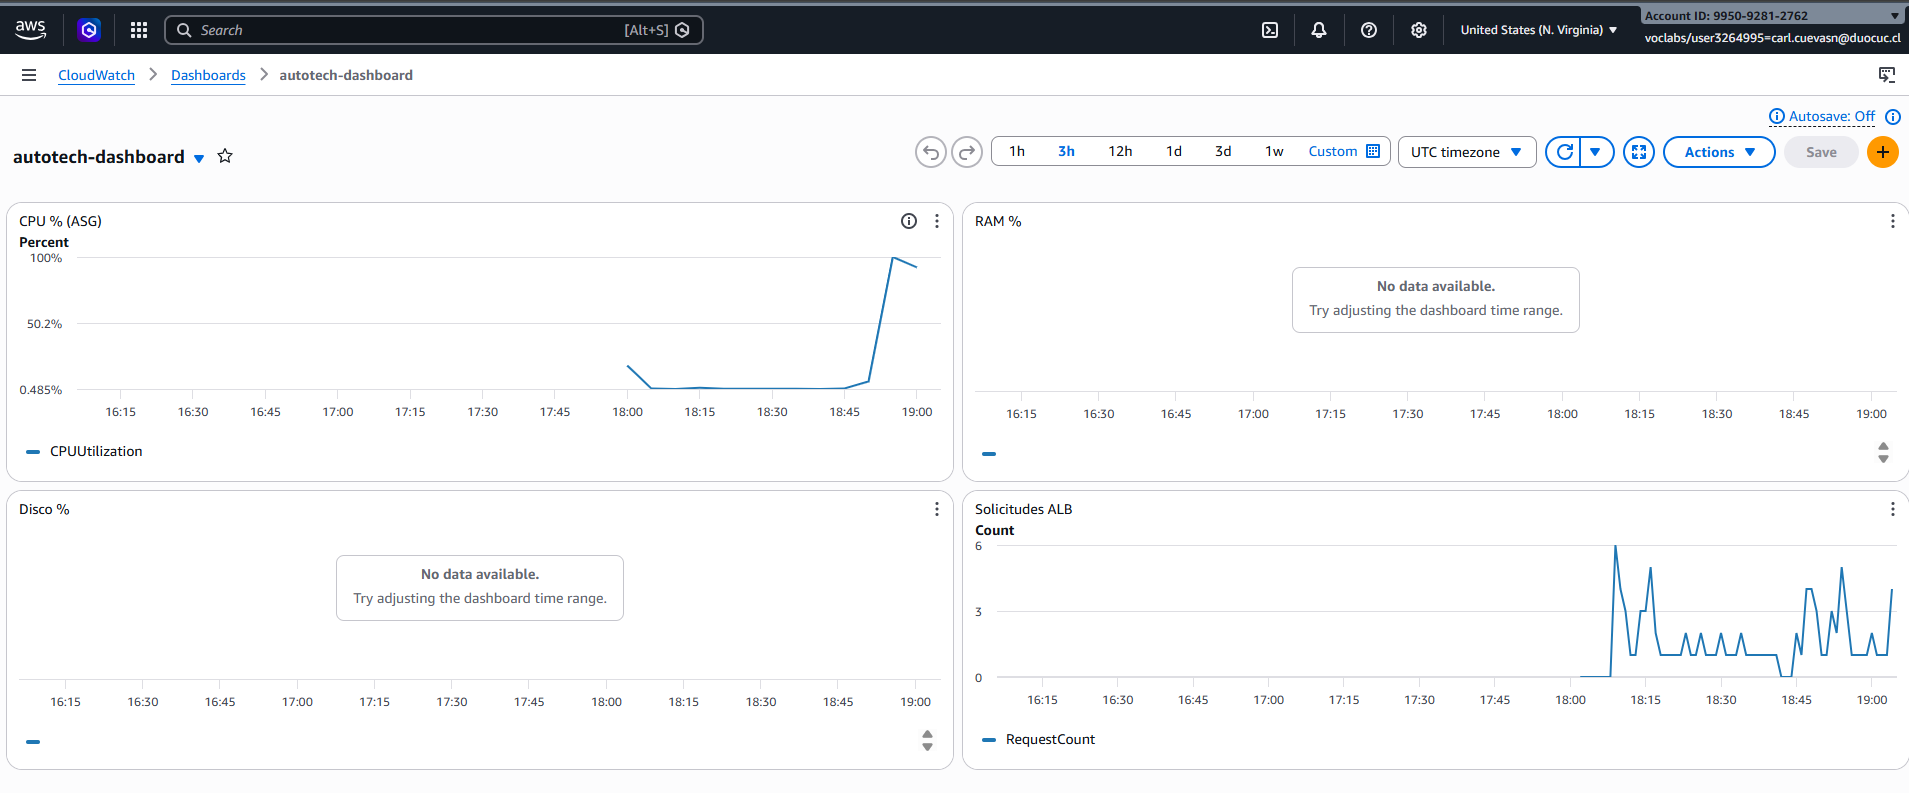 aws
Search
[Alt+S]
United States (N. Virginia)
Account ID: 9950-9281-2762
voclabs/user3264995=carl.cuevasn@duocuc.cl
CloudWatch
Dashboards
autotech-dashboard
Autosave: Off
autotech-dashboard
1h
3h
12h
1d
3d
1w
Custom
UTC timezone
Actions
Save
CPU % (ASG)
Percent
100%
50.2%
0.485%
16:15
16:30
16:45
17:00
17:15
17:30
17:45
18:00
18:15
18:30
18:45
19:00
CPUUtilization
RAM %
No data available.
Try adjusting the dashboard time range.
16:15
16:30
16:45
17:00
17:15
17:30
17:45
18:00
18:15
18:30
18:45
19:00
Disco %
No data available.
Try adjusting the dashboard time range.
16:15
16:30
16:45
17:00
17:15
17:30
17:45
18:00
18:15
18:30
18:45
19:00
Solicitudes ALB
Count
6
3
0
16:15
16:30
16:45
17:00
17:15
17:30
17:45
18:00
18:15
18:30
18:45
19:00
RequestCount